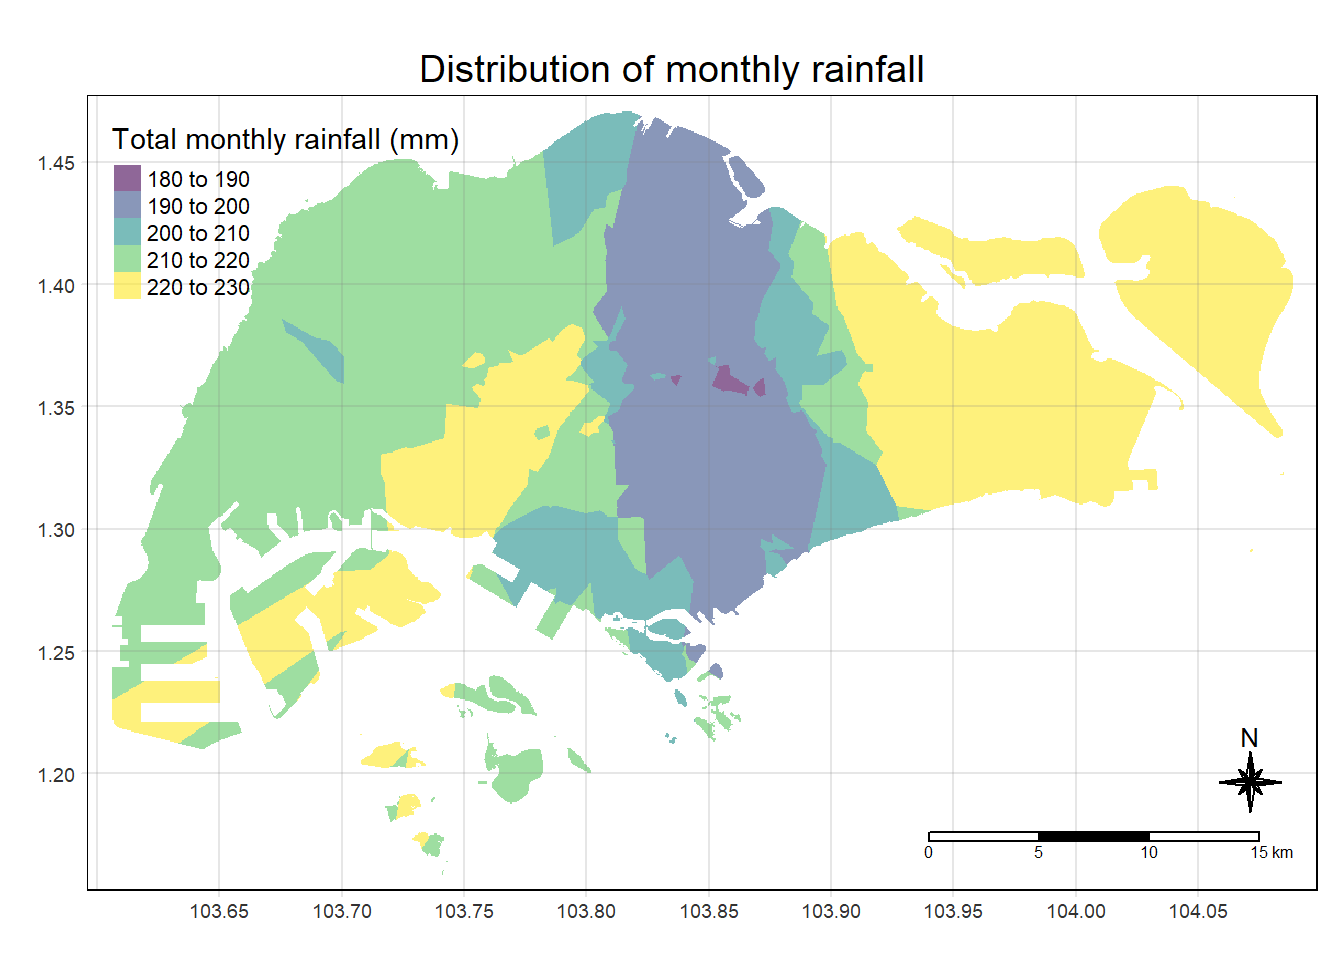 Distribution of monthly rainfall
Total monthly rainfall (mm)
180 to 190
190 to 200
200 to 210
210 to 220
220 to 230
1.45
1.40
1.35
1.30
1.25
1.20
N
0 5 10 15 km
103.65 103.70 103.75 103.80 103.85 103.90 103.95 104.00 104.05